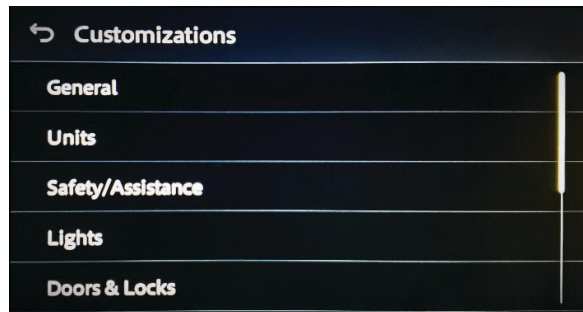 Customizations
General
Units
Safety/Assistance
Lights
Doors & Locks